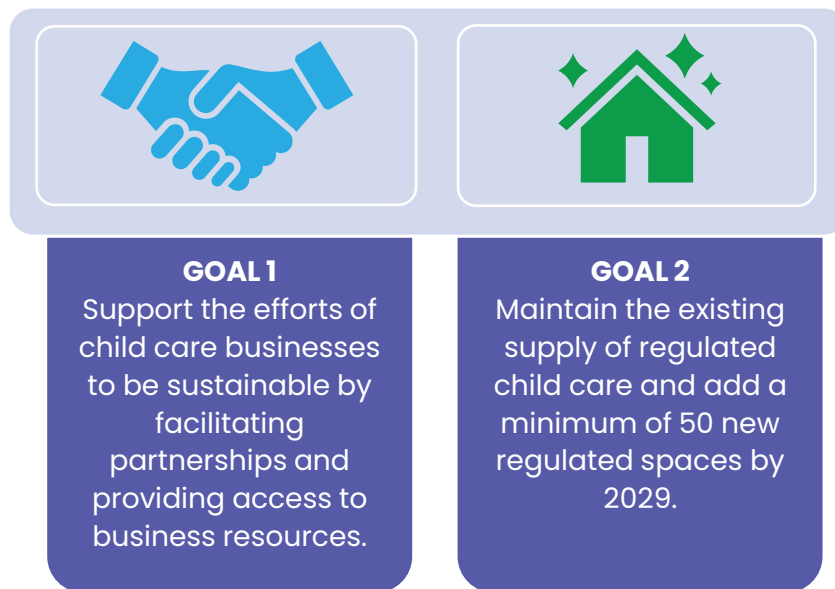 GOAL 1
Support the efforts of
child care businesses
to be sustainable by
facilitating
partnerships and
providing access to
business resources.
GOAL 2
Maintain the existing
supply of regulated
child care and add a
minimum of 50 new
regulated spaces by
2029.